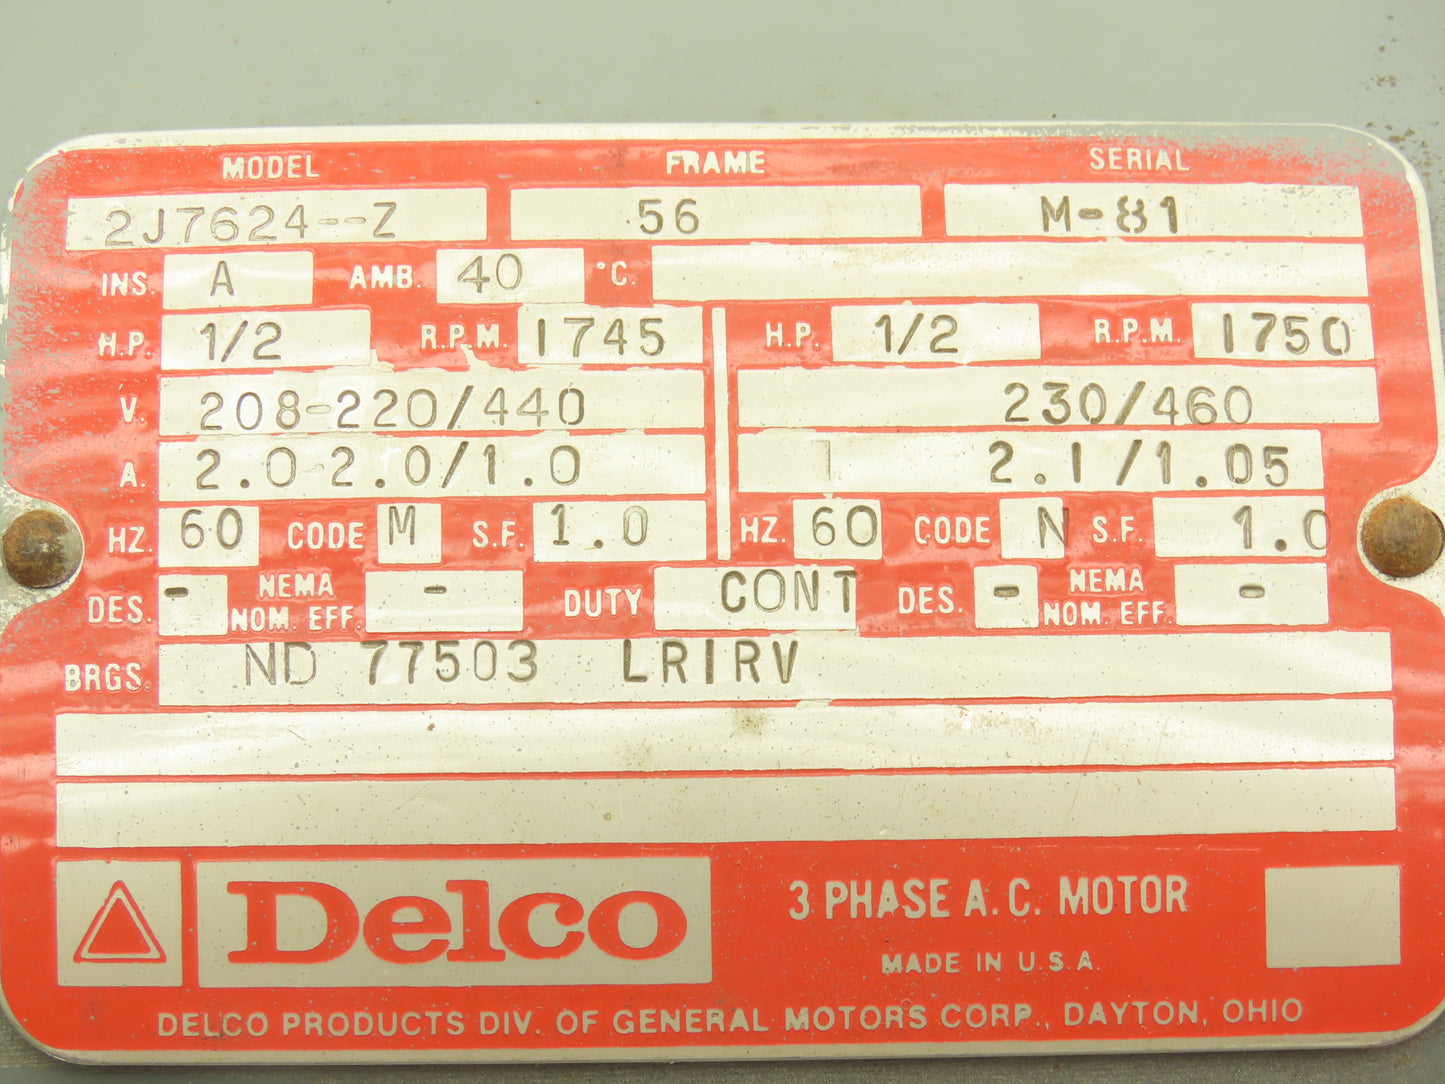 MODEL FRAME SERIAL
2J7624--Z 56 M-81
INS. A AMB. 40 °C.
H.P. 1/2 R.P.M. 1745 H.P. 1/2 R.P.M. 1750
V. 208-220/440 230/460
A. 2.0-2.0/1.0 2.1/1.05
HZ. 60 CODE M S.F. 1.0 HZ. 60 CODE N S.F. 1.0
DES. - NEMA NOM. EFF. - DUTY CONT DES. - NEMA NOM. EFF. -
BRGS. ND 77503 LRIRV
Delco 3 PHASE A.C. MOTOR
MADE IN U.S.A.
DELCO PRODUCTS DIV. OF GENERAL MOTORS CORP., DAYTON, OHIO